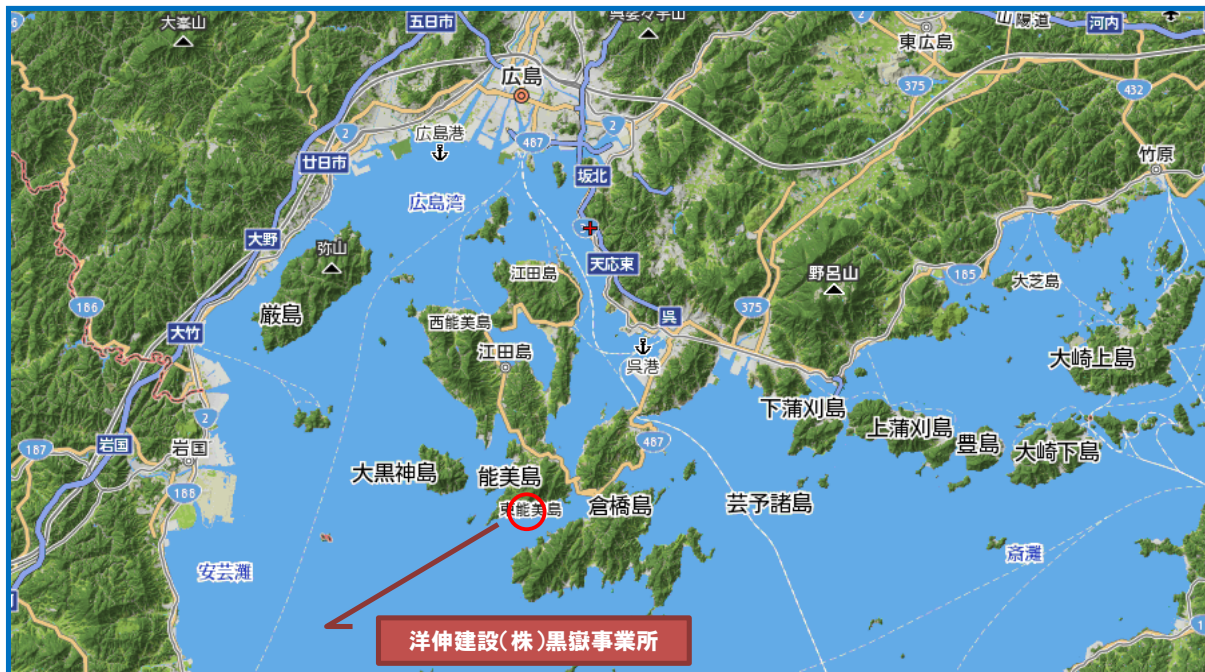 大峯山
五日市
呉娑々宇山
山陽道
河内
東広島
広島
375
432
2
広島港
487
2
廿日市
坂北
竹原
広島湾
大野
弥山
天応東
江田島
野呂山
185
大芝島
186
厳島
西能美島
呉
375
大竹
江田島
呉港
大崎上島
下蒲刈島
2
上蒲刈島
豊島
大崎下島
487
187
岩国
岩国
188
大黒神島
能美島
東能美島
倉橋島
芸予諸島
安芸灘
斎灘
洋伸建設(株)黒嶽事業所